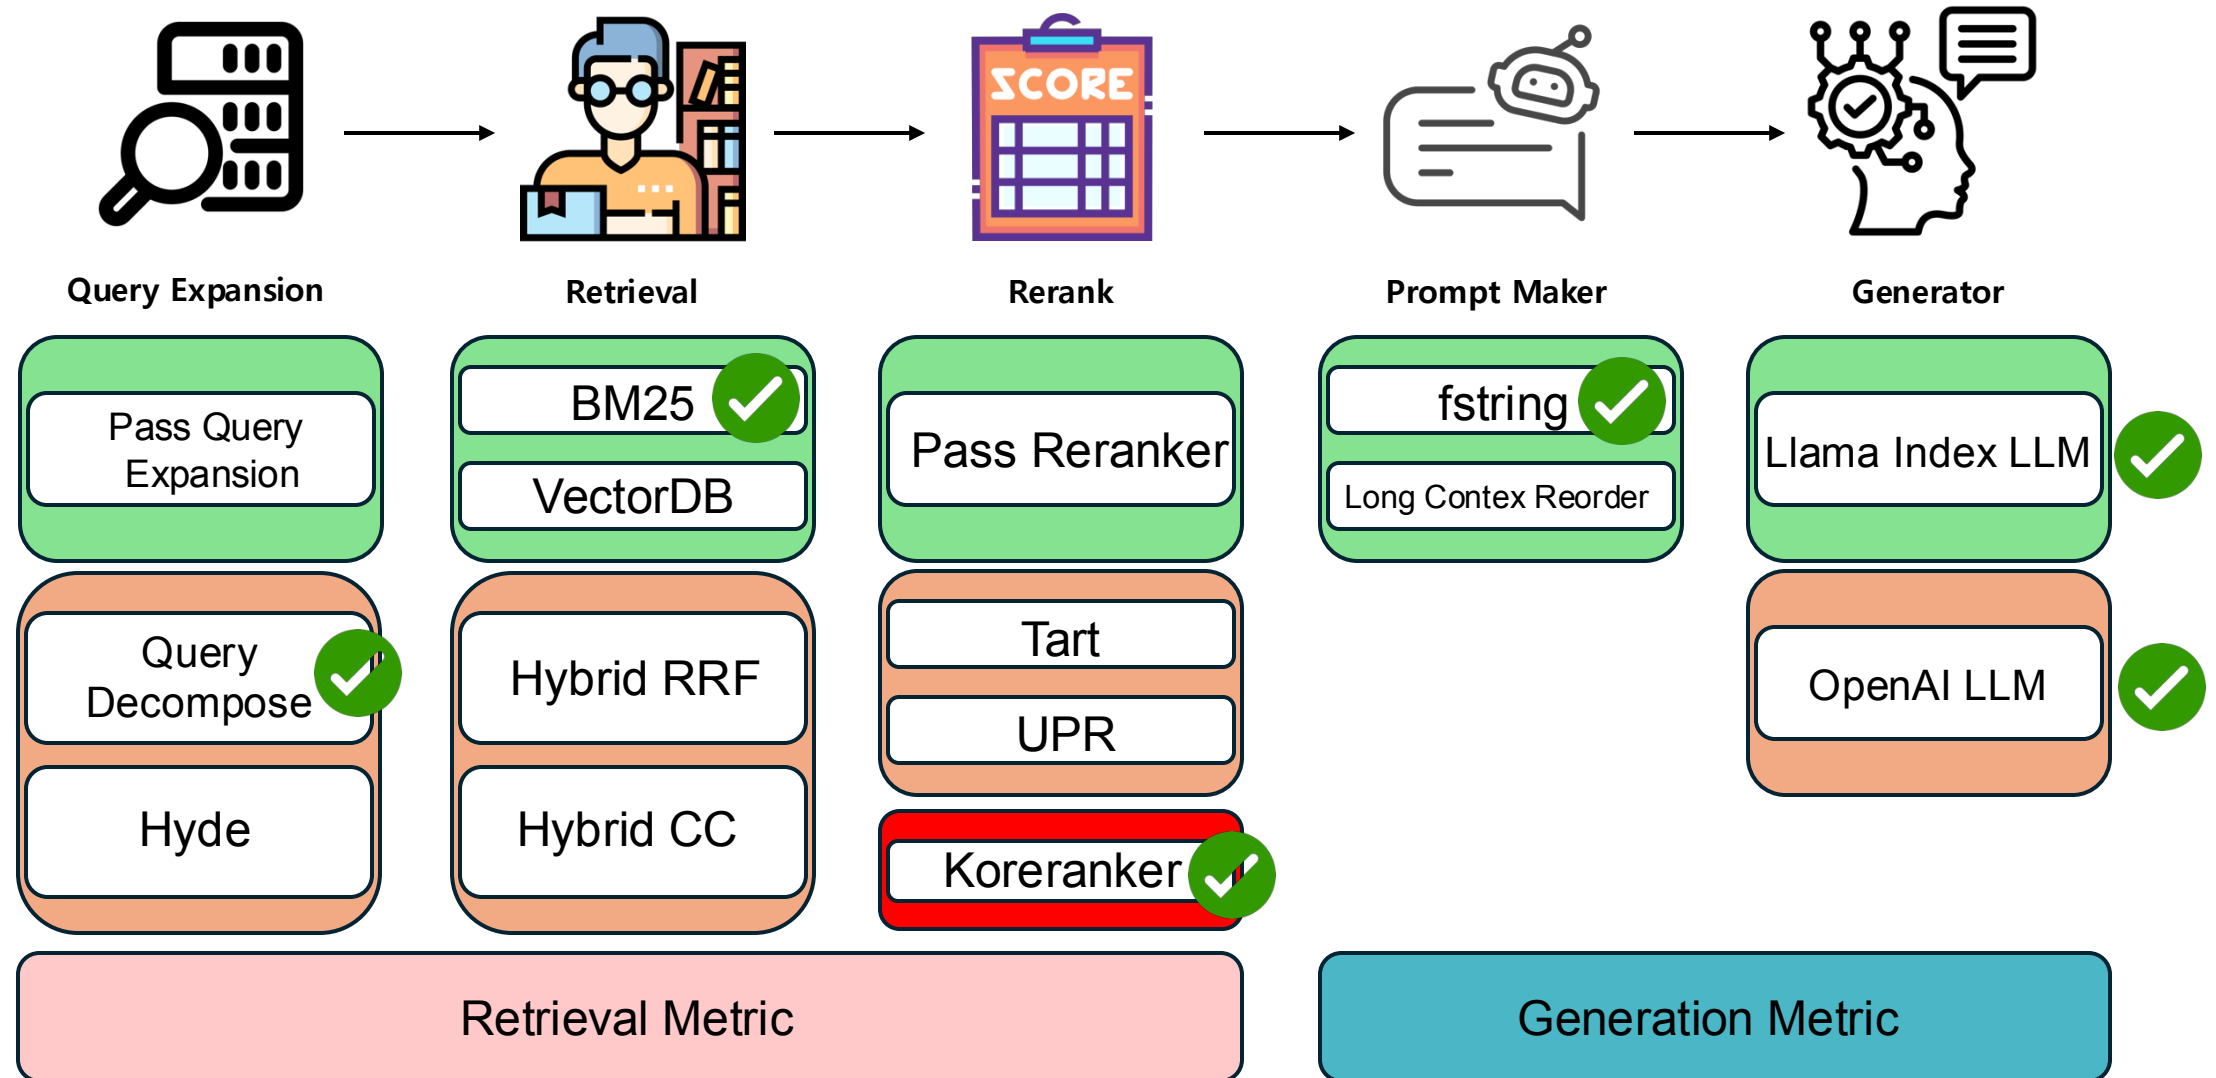 SCORE
Query Expansion
Retrieval
Rerank
Prompt Maker
Generator
Pass Query
Expansion
BM25
VectorDB
Pass Reranker
fstring
Long Contex Reorder
Llama Index LLM
Query
Decompose
Hyde
Hybrid RRF
Hybrid CC
Tart
UPR
Koreranker
OpenAI LLM
Retrieval Metric
Generation Metric